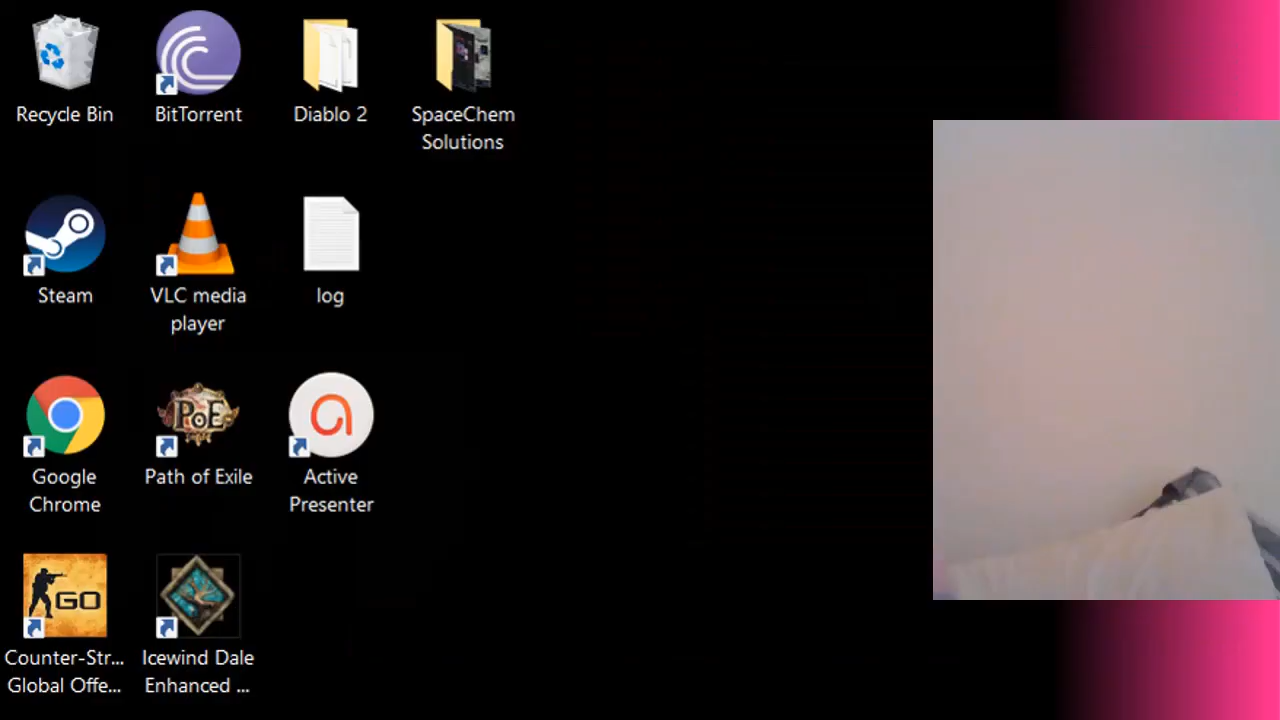 Recycle Bin
BitTorrent
Diablo 2
SpaceChem
Solutions
Steam
VLC media
player
log
Google
Chrome
PoE
Path of Exile
a
Active
Presenter
GO
Counter-Str...
Global Offe...
Icewind Dale
Enhanced ...